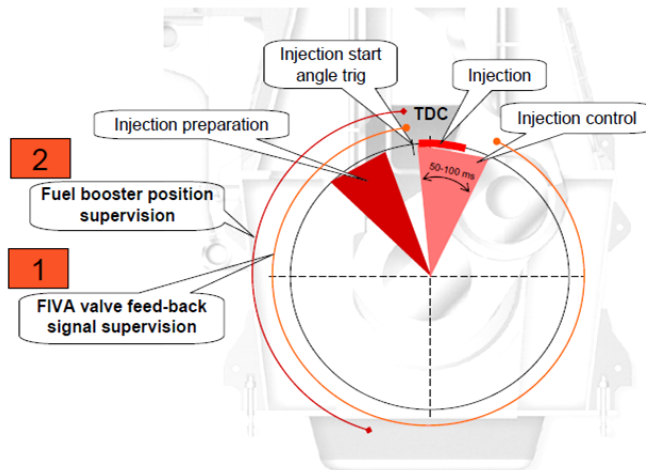 Injection start
angle trig
Injection
TDC
Injection preparation
Injection control
2
50-100 ms
Fuel booster position
supervision
1
FIVA valve feed-back
signal supervision